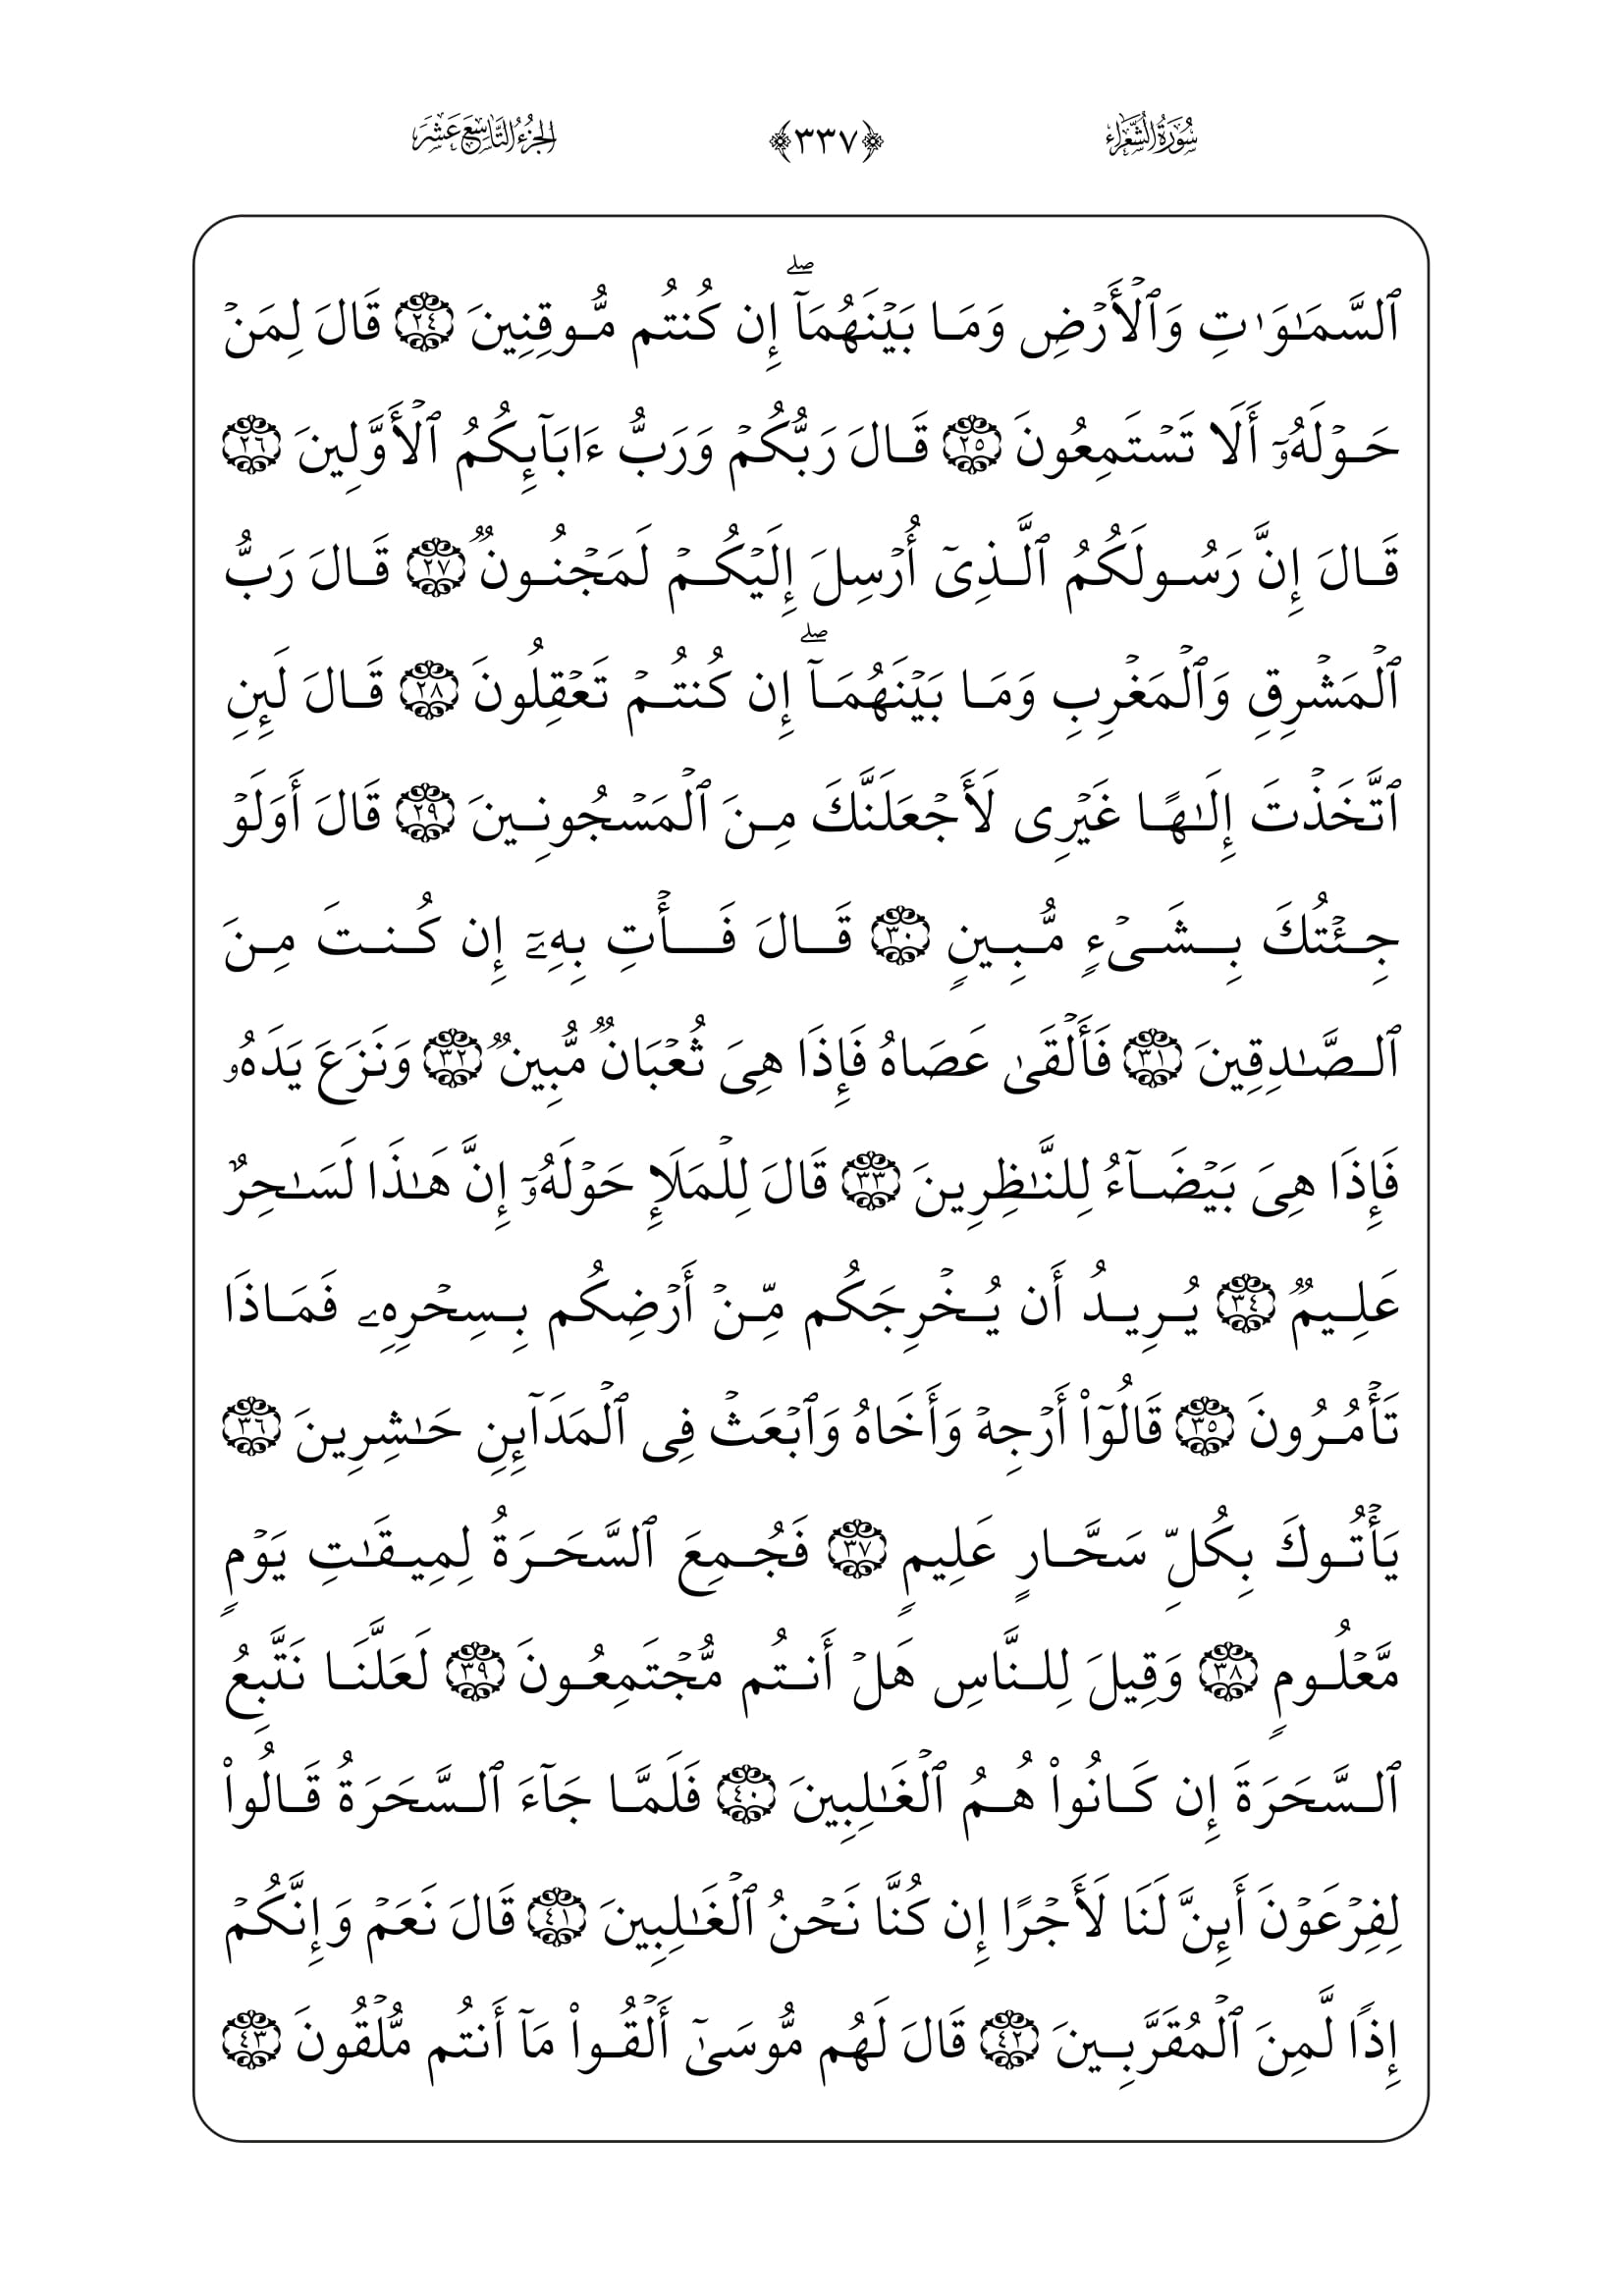 سُورَةُ الشُّعَرَاءِ ﴿٣٣٧﴾ الجُزْءُ التَّاسِعَ عَشَرَ
ٱلسَّمَٰوَٰتِ وَٱلۡأَرۡضِ وَمَا بَيۡنَهُمَآۖ إِن كُنتُم مُّوقِنِينَ ٢٤ قَالَ لِمَنۡ
حَوۡلَهُۥٓ أَلَا تَسۡتَمِعُونَ ٢٥ قَالَ رَبُّكُمۡ وَرَبُّ ءَابَآئِكُمُ ٱلۡأَوَّلِينَ ٢٦
قَالَ إِنَّ رَسُولَكُمُ ٱلَّذِيٓ أُرۡسِلَ إِلَيۡكُمۡ لَمَجۡنُونٞ ٢٧ قَالَ رَبُّ
ٱلۡمَشۡرِقِ وَٱلۡمَغۡرِبِ وَمَا بَيۡنَهُمَآۖ إِن كُنتُمۡ تَعۡقِلُونَ ٢٨ قَالَ لَئِنِ
ٱتَّخَذۡتَ إِلَٰهًا غَيۡرِي لَأَجۡعَلَنَّكَ مِنَ ٱلۡمَسۡجُونِينَ ٢٩ قَالَ أَوَلَوۡ
جِئۡتُكَ بِشَيۡءٖ مُّبِينٖ ٣٠ قَالَ فَأۡتِ بِهِۦٓ إِن كُنتَ مِنَ
ٱلصَّٰدِقِينَ ٣١ فَأَلۡقَىٰ عَصَاهُ فَإِذَا هِيَ ثُعۡبَانٞ مُّبِينٞ ٣٢ وَنَزَعَ يَدَهُۥ
فَإِذَا هِيَ بَيۡضَآءُ لِلنَّٰظِرِينَ ٣٣ قَالَ لِلۡمَلَإِ حَوۡلَهُۥٓ إِنَّ هَٰذَا لَسَٰحِرٌ
عَلِيمٞ ٣٤ يُرِيدُ أَن يُخۡرِجَكُم مِّنۡ أَرۡضِكُم بِسِحۡرِهِۦ فَمَاذَا
تَأۡمُرُونَ ٣٥ قَالُوٓاْ أَرۡجِهۡ وَأَخَاهُ وَٱبۡعَثۡ فِي ٱلۡمَدَآئِنِ حَٰشِرِينَ ٣٦
يَأۡتُوكَ بِكُلِّ سَحَّارٍ عَلِيمٖ ٣٧ فَجُمِعَ ٱلسَّحَرَةُ لِمِيقَٰتِ يَوۡمٖ
مَّعۡلُومٖ ٣٨ وَقِيلَ لِلنَّاسِ هَلۡ أَنتُم مُّجۡتَمِعُونَ ٣٩ لَعَلَّنَا نَتَّبِعُ
ٱلسَّحَرَةَ إِن كَانُواْ هُمُ ٱلۡغَٰلِبِينَ ٤٠ فَلَمَّا جَآءَ ٱلسَّحَرَةُ قَالُواْ
لِفِرۡعَوۡنَ أَئِنَّ لَنَا لَأَجۡرًا إِن كُنَّا نَحۡنُ ٱلۡغَٰلِبِينَ ٤١ قَالَ نَعَمۡ وَإِنَّكُمۡ
إِذٗا لَّمِنَ ٱلۡمُقَرَّبِينَ ٤٢ قَالَ لَهُم مُّوسَىٰٓ أَلۡقُواْ مَآ أَنتُم مُّلۡقُونَ ٤٣